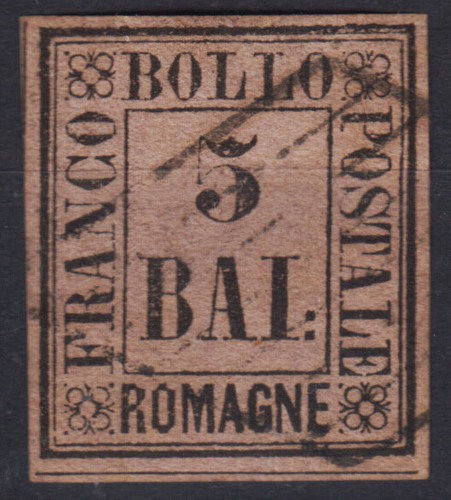 BOLLO
FRANCO
POSTALE
5
BAI:
ROMAGNE